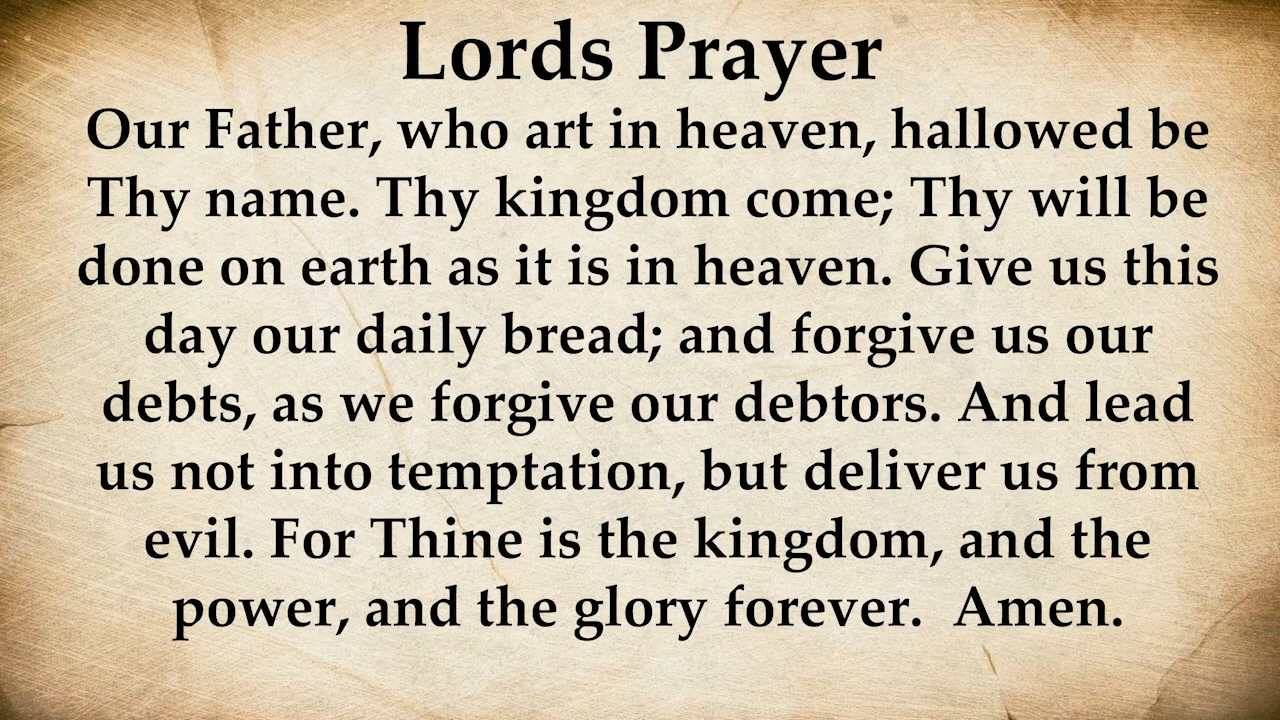 Lords Prayer
Our Father, who art in heaven, hallowed be
Thy name. Thy kingdom come; Thy will be
done on earth as it is in heaven. Give us this
day our daily bread; and forgive us our
debts, as we forgive our debtors. And lead
us not into temptation, but deliver us from
evil. For Thine is the kingdom, and the
power, and the glory forever.  Amen.